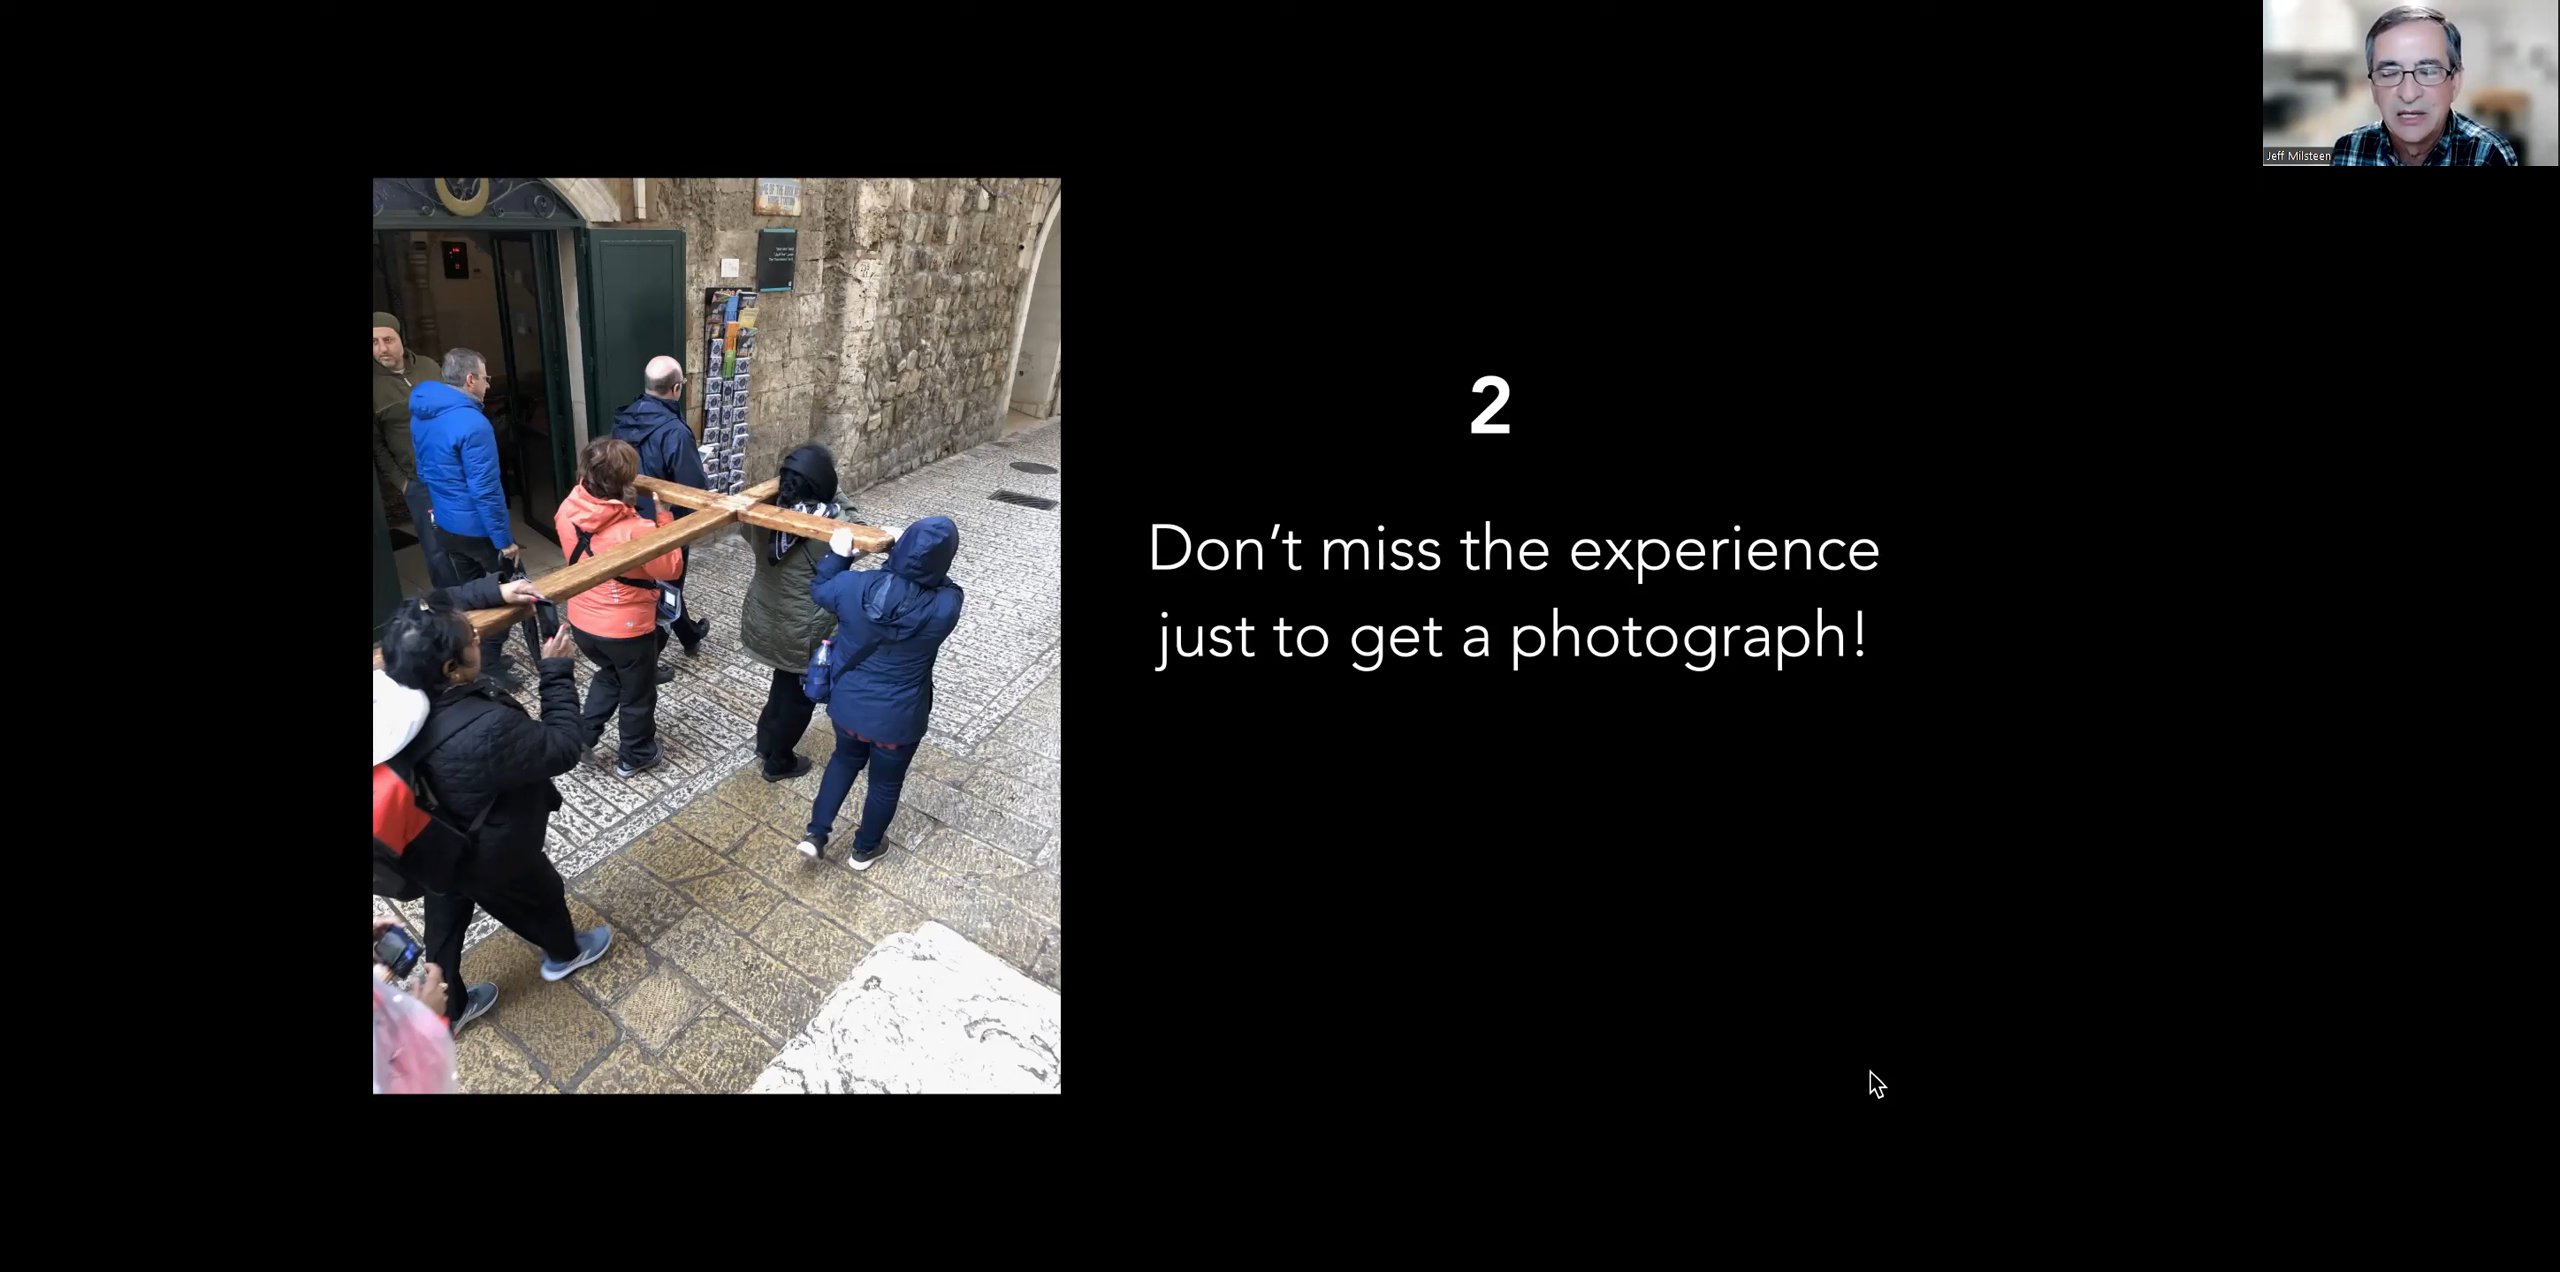 Jeff Milsteen
2
Don’t miss the experience
just to get a photograph!